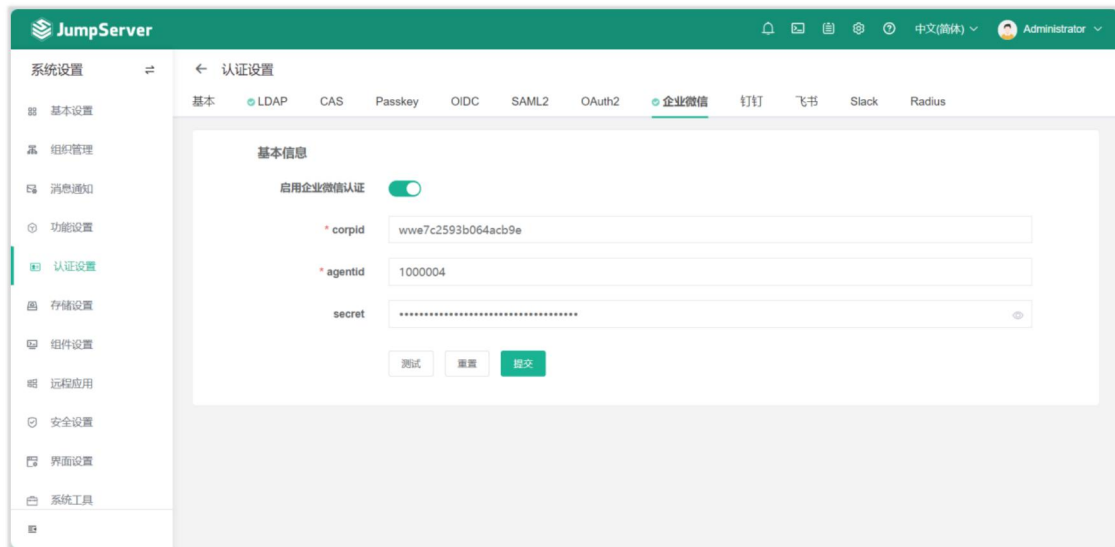 JumpServer
中文(简体)
Administrator
系统设置
认证设置
基本 LDAP CAS Passkey OIDC SAML2 OAuth2 企业微信 钉钉 飞书 Slack Radius
基本设置
组织管理
消息通知
功能设置
认证设置
存储设置
组件设置
远程应用
安全设置
界面设置
系统工具
基本信息
启用企业微信认证
* corpid wwe7c2593b064acb9e
* agentid 1000004
secret ••••••••••••••••••••••••••••••••••••
测试 重置 提交